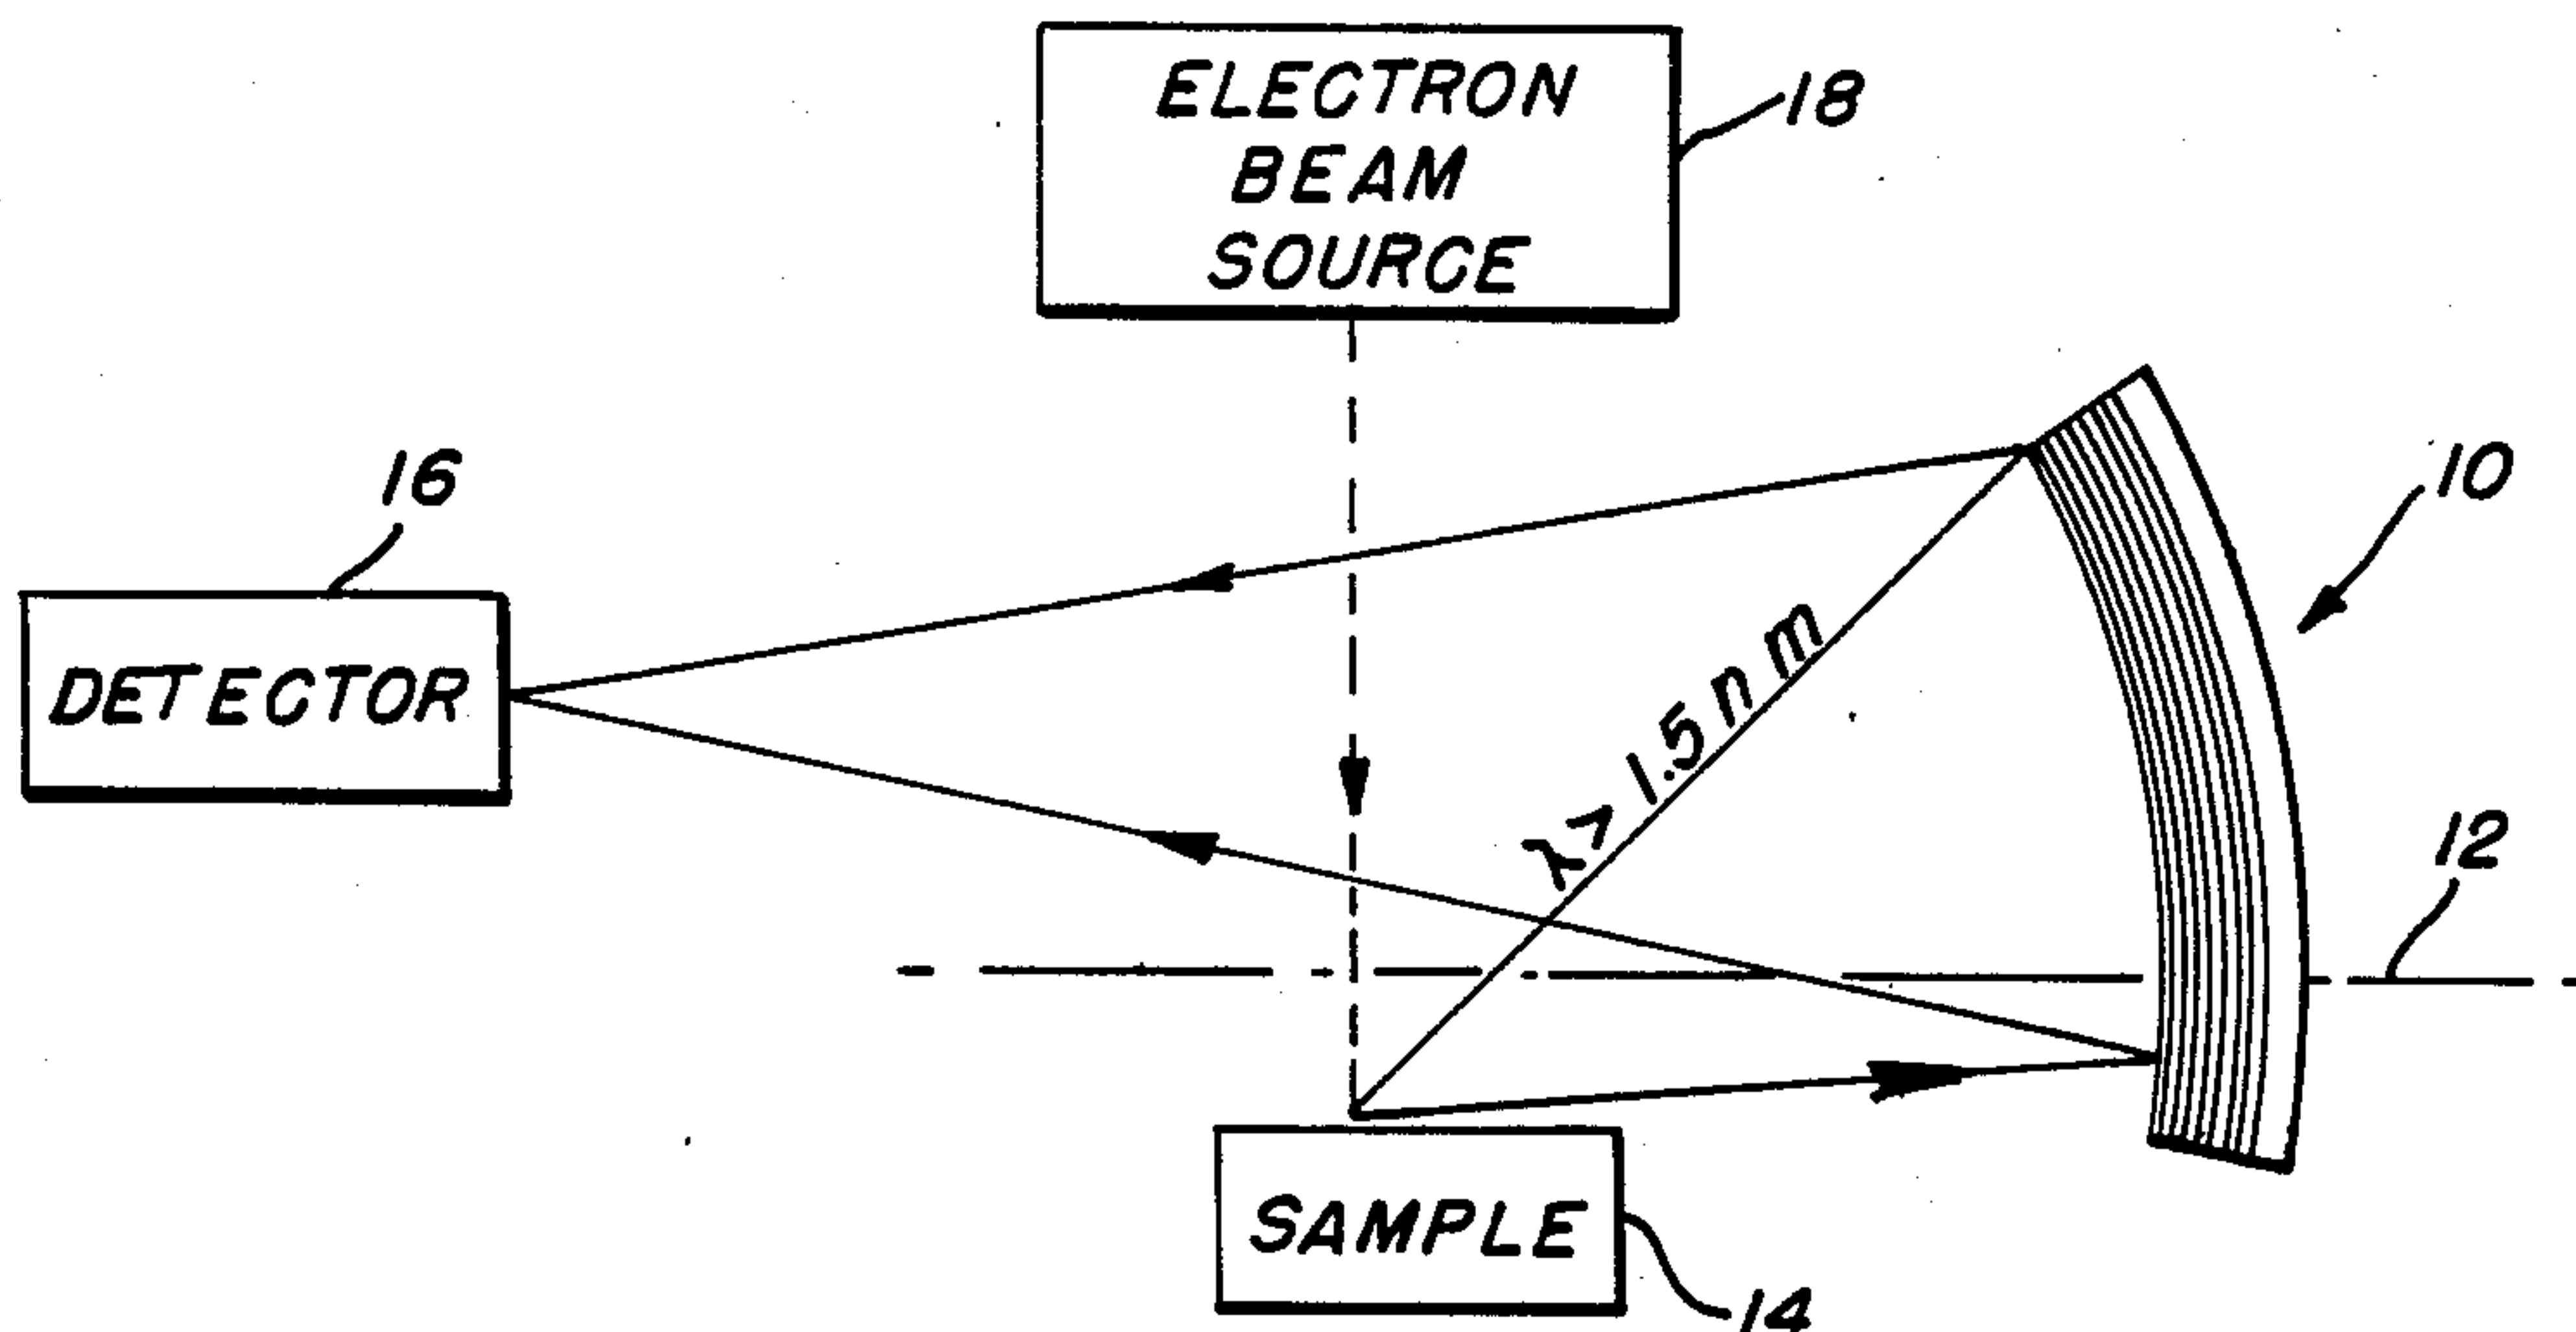 ELECTRON
BEAM
SOURCE
18
16
10
DETECTOR
λ> 1.5 nm
12
SAMPLE
14